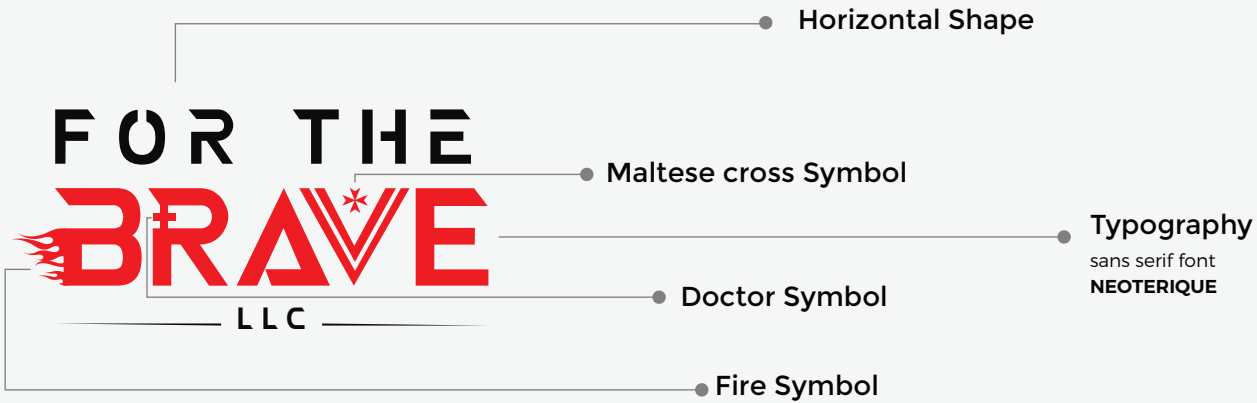 Horizontal Shape
FOR THE
Maltese cross Symbol
BRAVE
Typography
sans serif font
NEOTERIQUE
Doctor Symbol
LLC
Fire Symbol